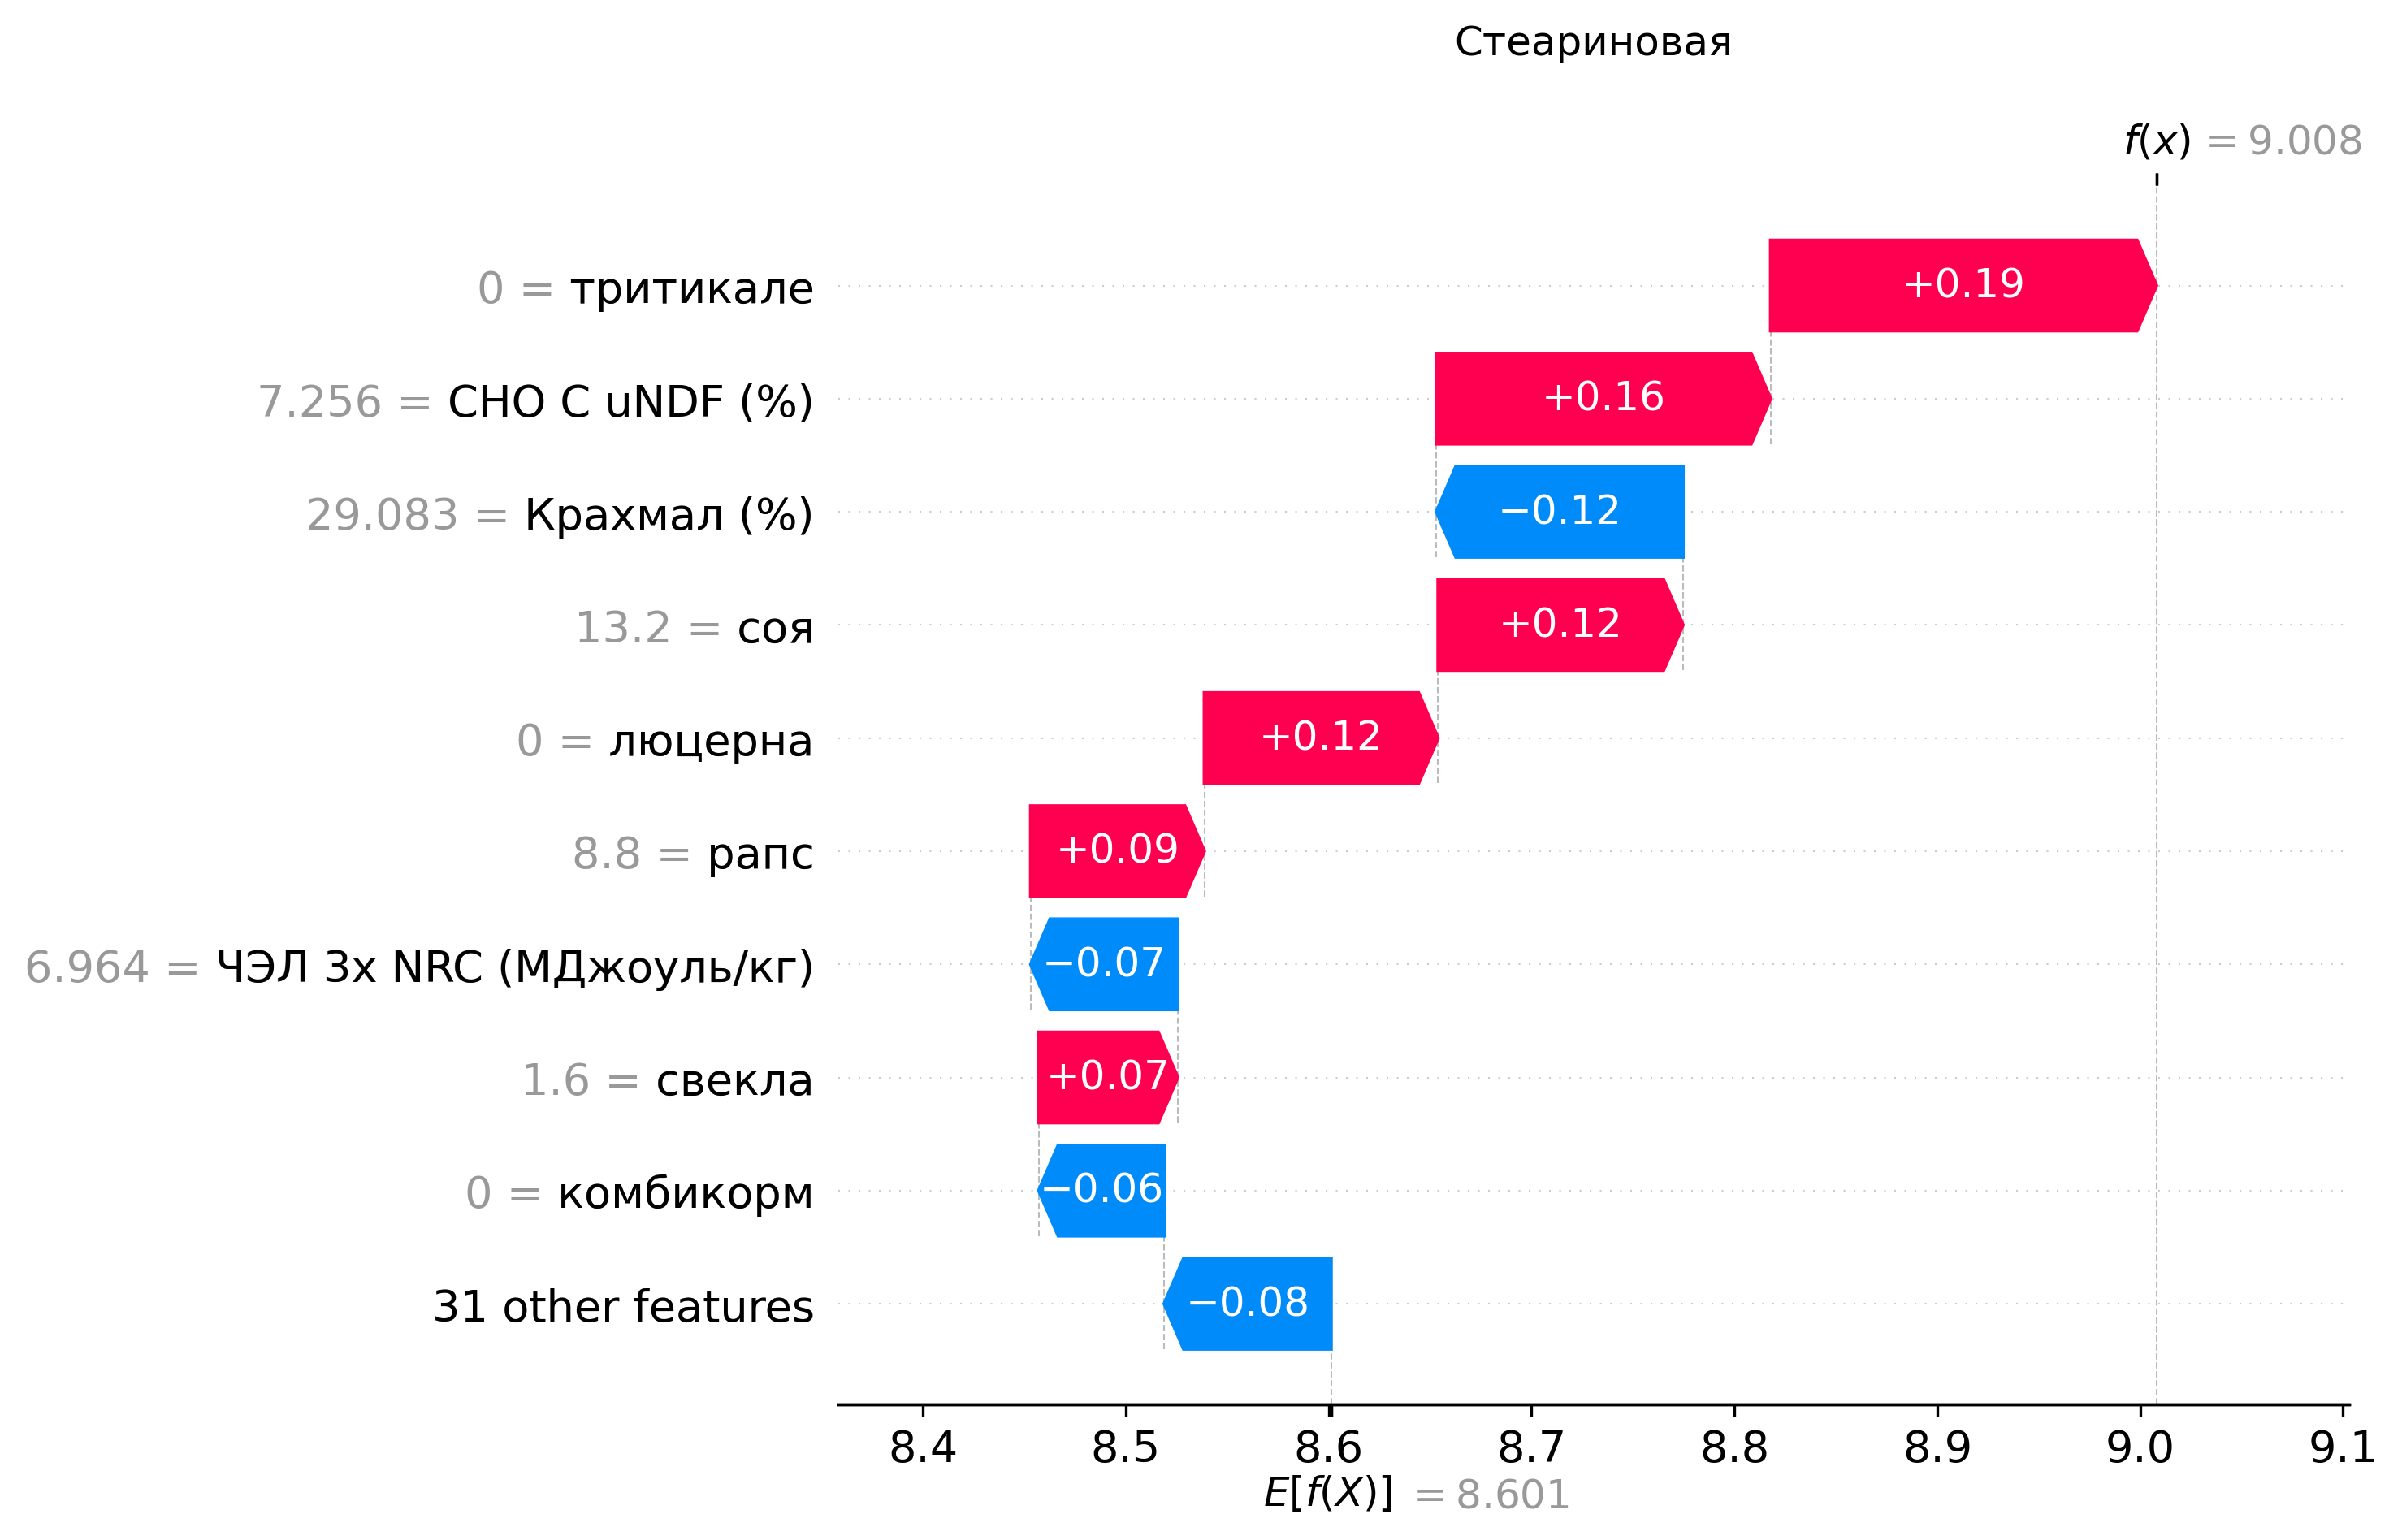 Стеариновая
f(x) = 9.008
0 = тритикале
+0.19
7.256 = CHO C uNDF (%)
+0.16
29.083 = Крахмал (%)
−0.12
13.2 = соя
+0.12
0 = люцерна
+0.12
8.8 = рапс
+0.09
6.964 = ЧЭЛ 3х NRC (МДжоуль/кг)
−0.07
1.6 = свекла
+0.07
0 = комбикорм
−0.06
31 other features
−0.08
8.4 8.5 8.6 8.7 8.8 8.9 9.0 9.1
E[f(X)] = 8.601